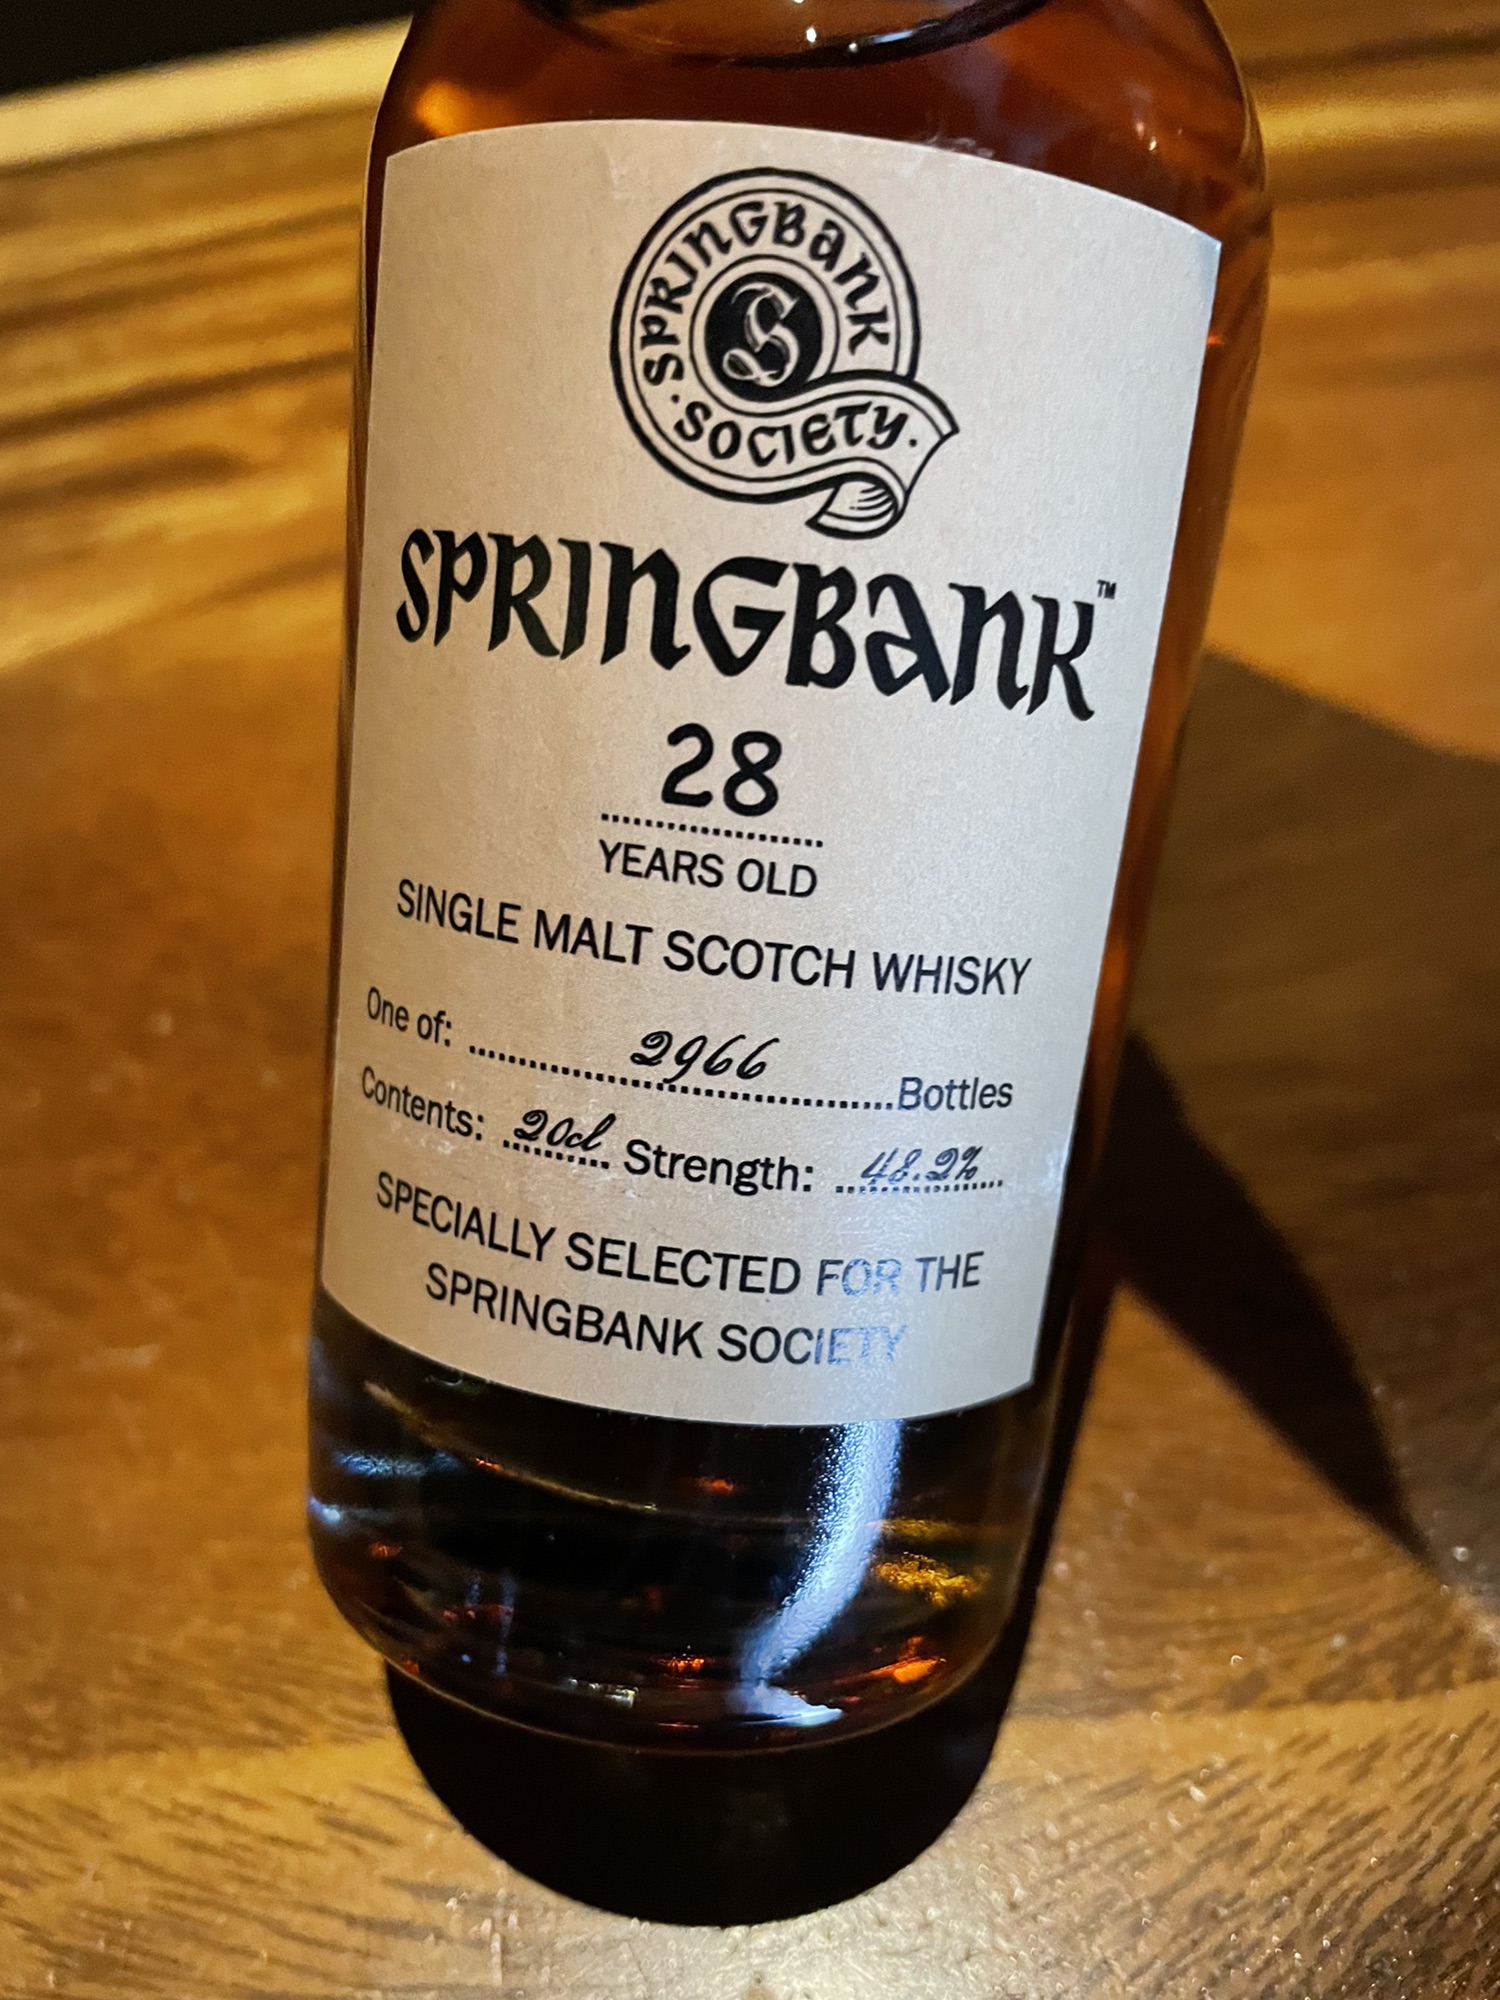 SPRINGBANK
· SOCIETY ·
S
SPRINGBANK™
28
YEARS OLD
SINGLE MALT SCOTCH WHISKY
One of: 2966 Bottles
Contents: 20cl Strength: 48.2%
SPECIALLY SELECTED FOR THE
SPRINGBANK SOCIETY